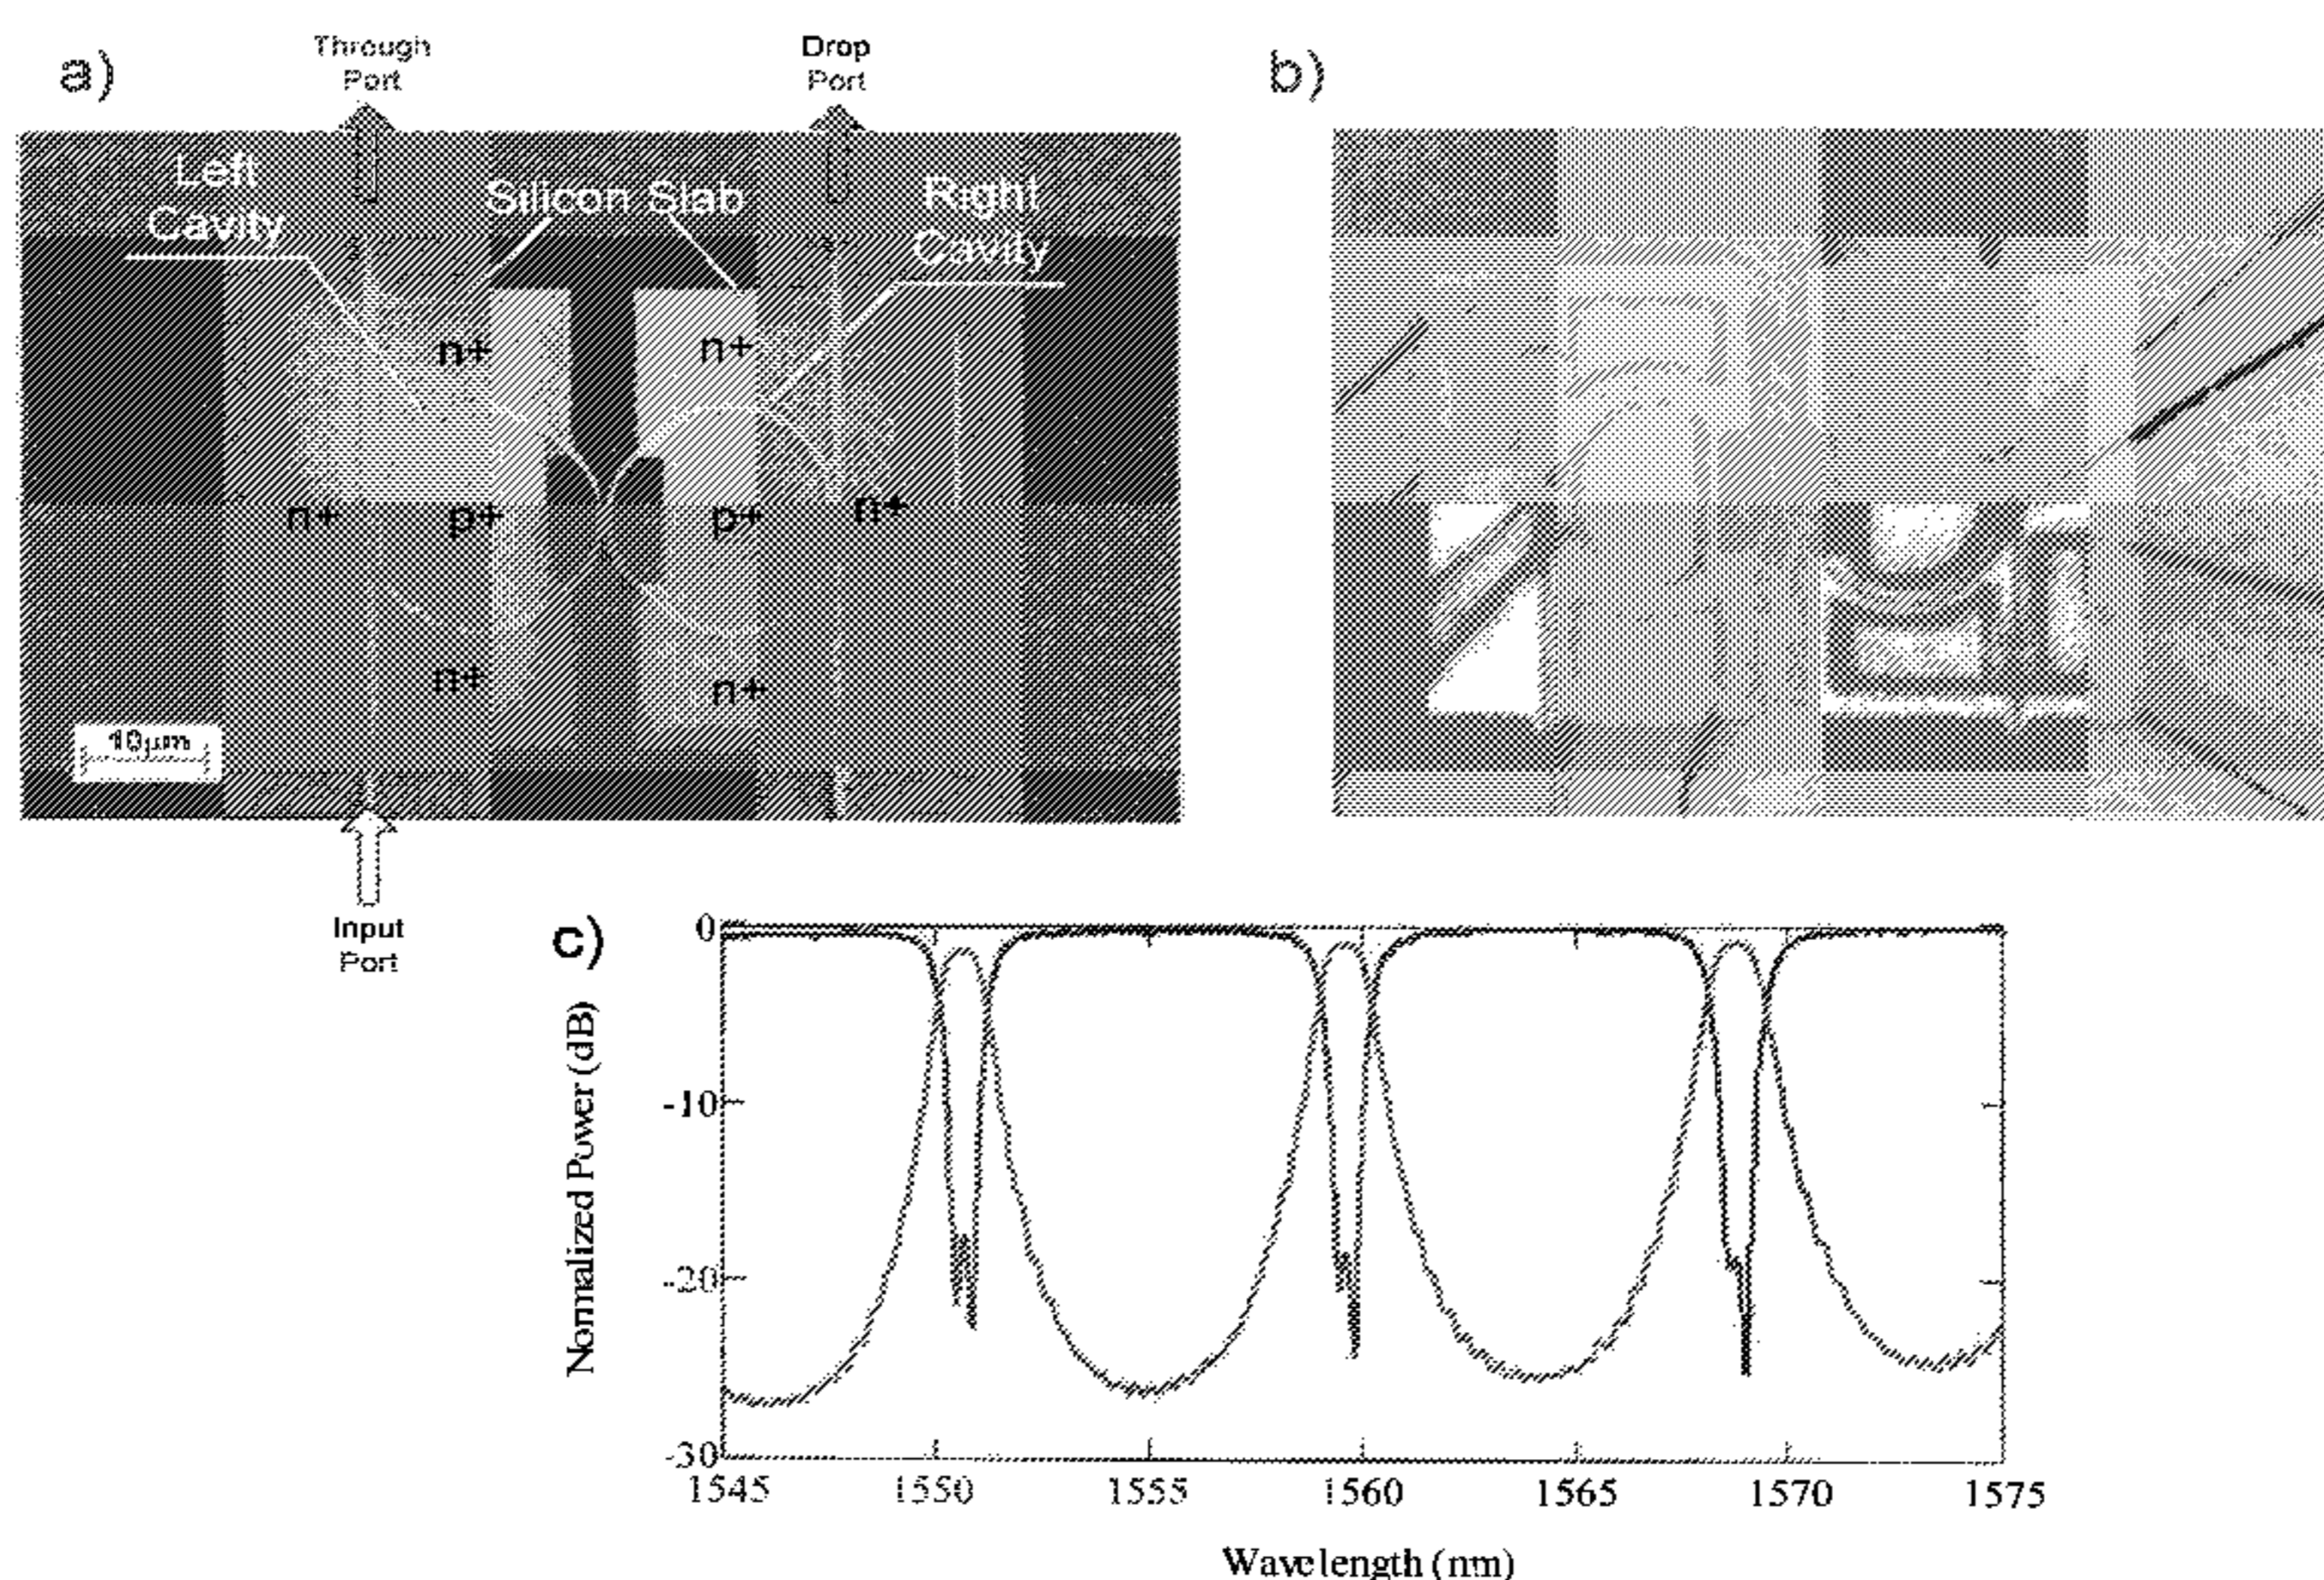 a)
Through
Port
Drop
Port
b)
Left
Cavity
Silicon Slab
Right
Cavity
n+
n+
n+
p+
p+
n+
n+
n+
10μm
Input
Port
c)
0
-10
-20
-30
Normalized Power (dB)
1545
1550
1555
1560
1565
1570
1575
Wavelength (nm)